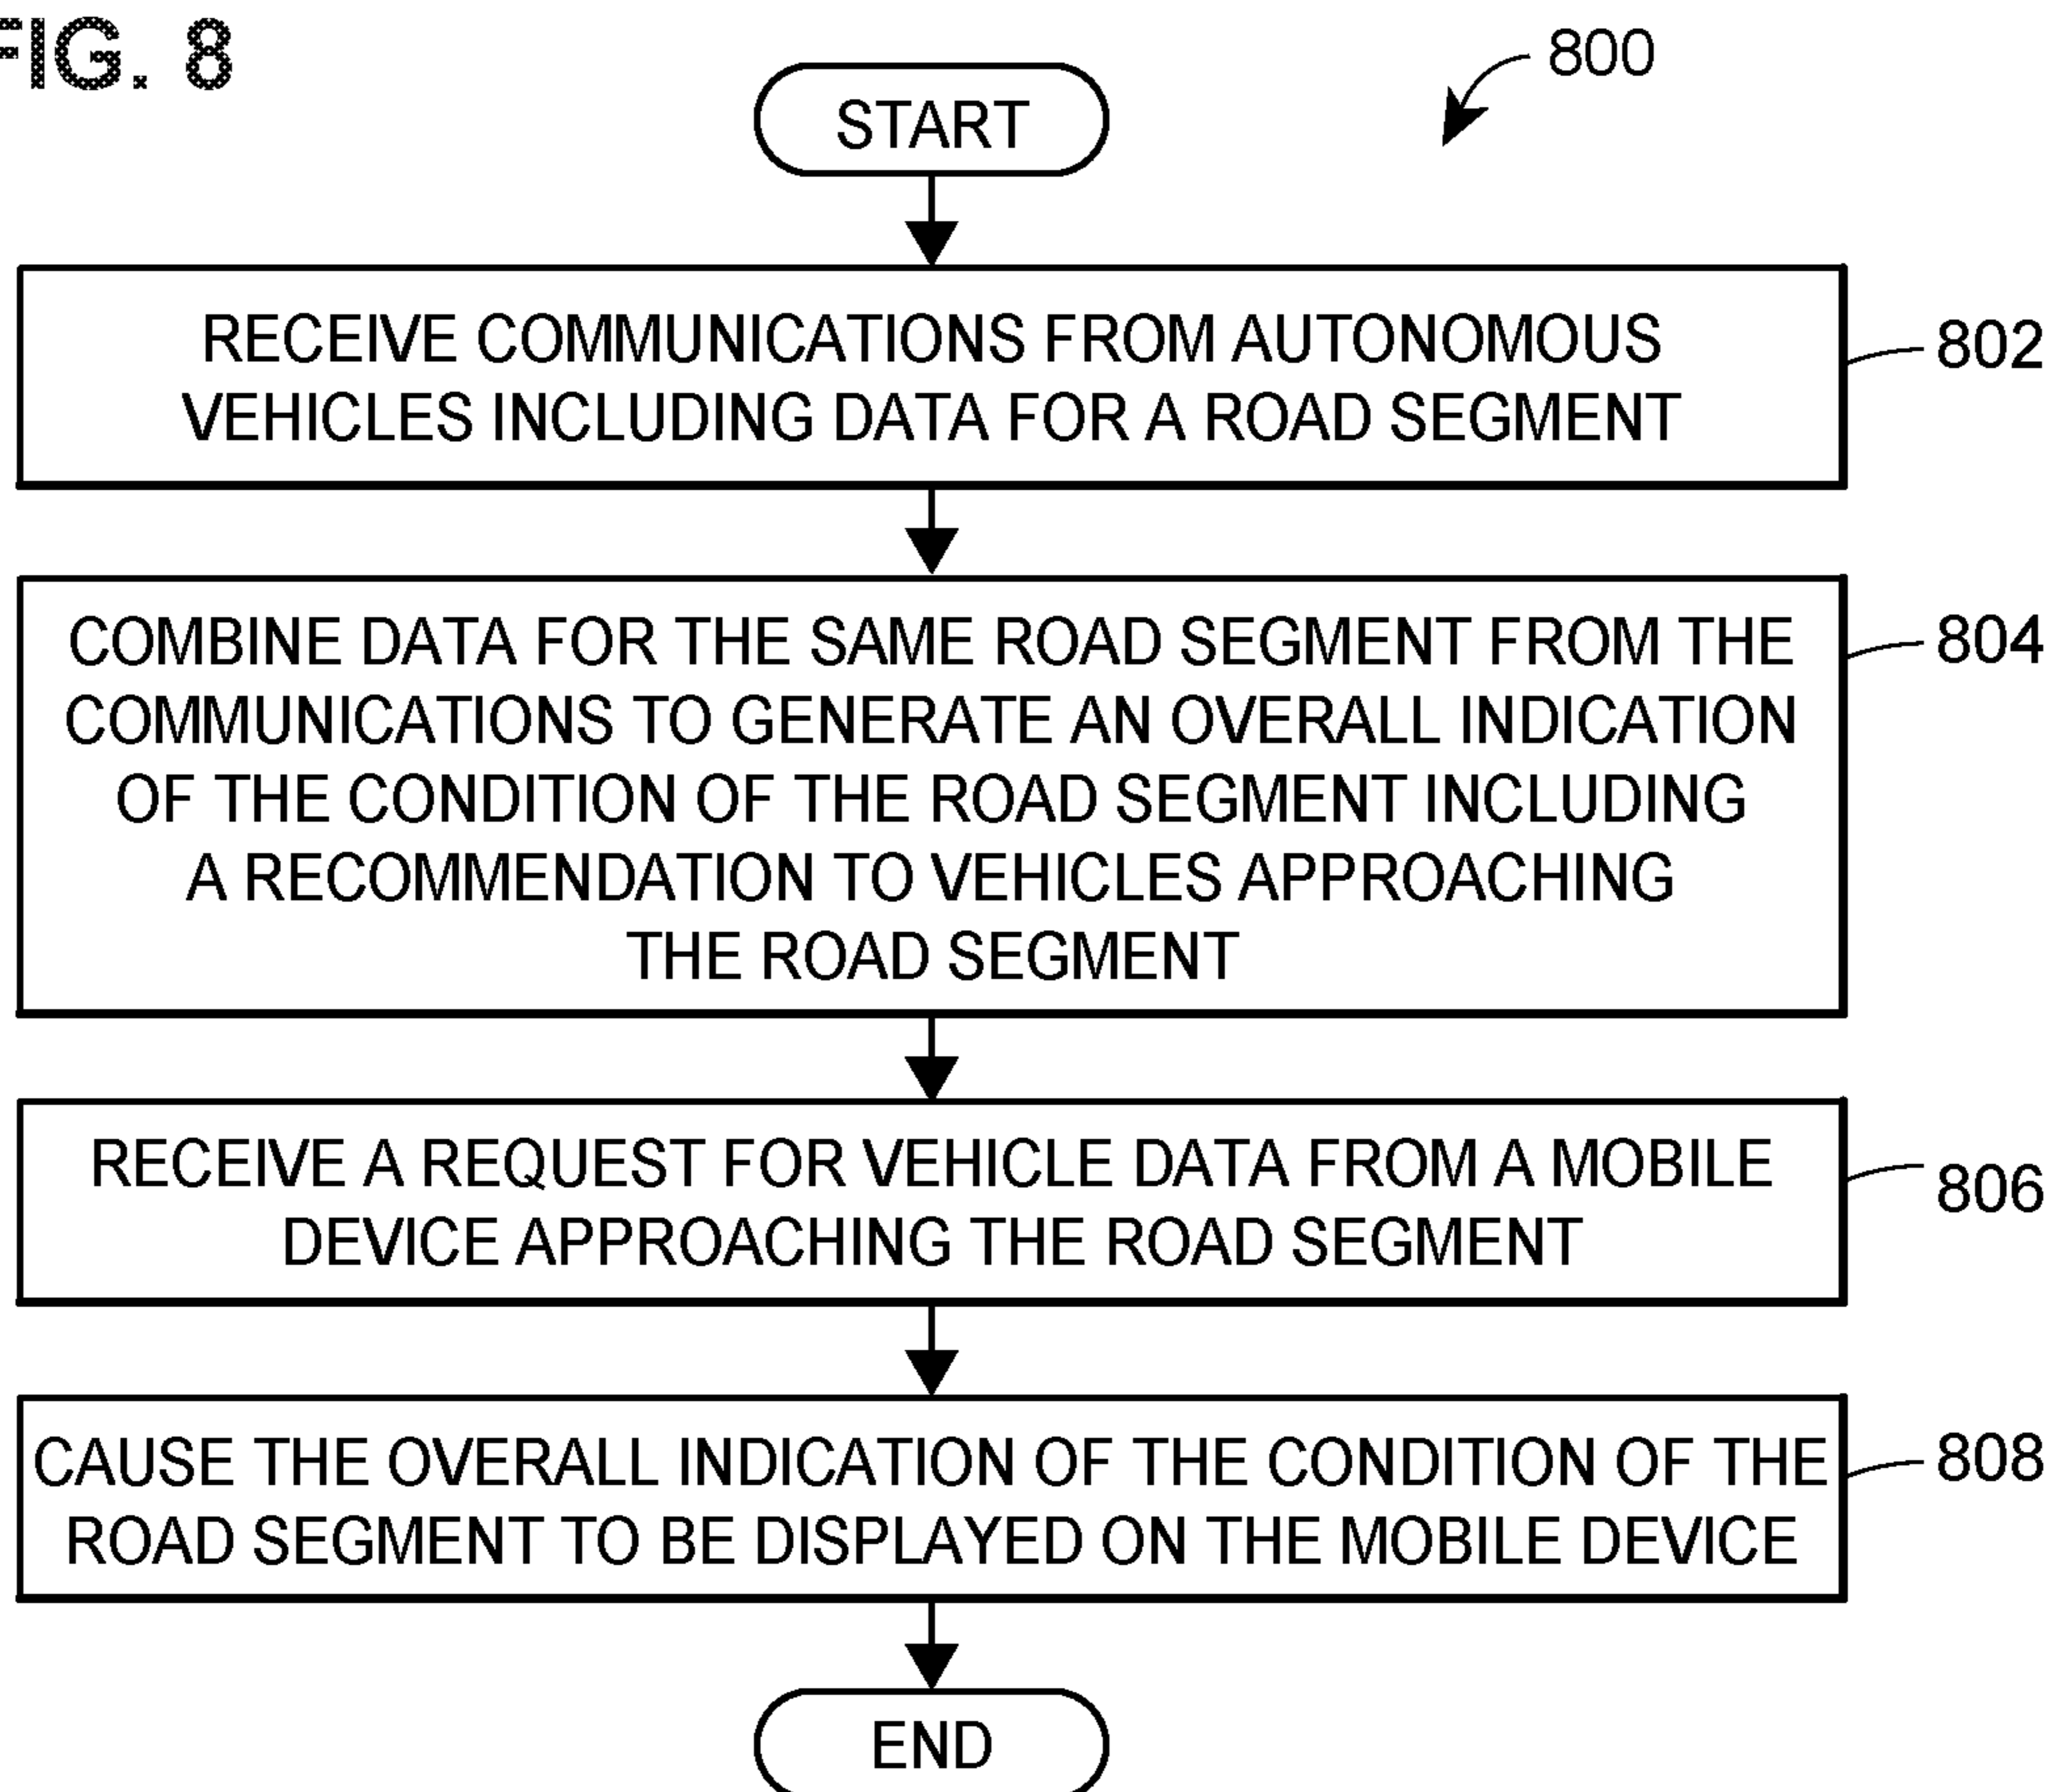 FIG. 8
800
START
RECEIVE COMMUNICATIONS FROM AUTONOMOUS
VEHICLES INCLUDING DATA FOR A ROAD SEGMENT
802
COMBINE DATA FOR THE SAME ROAD SEGMENT FROM THE
COMMUNICATIONS TO GENERATE AN OVERALL INDICATION
OF THE CONDITION OF THE ROAD SEGMENT INCLUDING
A RECOMMENDATION TO VEHICLES APPROACHING
THE ROAD SEGMENT
804
RECEIVE A REQUEST FOR VEHICLE DATA FROM A MOBILE
DEVICE APPROACHING THE ROAD SEGMENT
806
CAUSE THE OVERALL INDICATION OF THE CONDITION OF THE
ROAD SEGMENT TO BE DISPLAYED ON THE MOBILE DEVICE
808
END